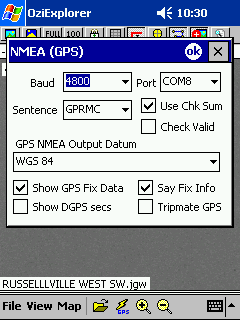 OziExplorer 10:30
FULL 100
NMEA (GPS) ok
Baud 4800 Port COM8
Sentence GPRMC Use Chk Sum
Check Valid
GPS NMEA Output Datum
WGS 84
Show GPS Fix Data Say Fix Info
Show DGPS secs Tripmate GPS
RUSSELLLVILLE WEST SW.jgw
File View Map GPS